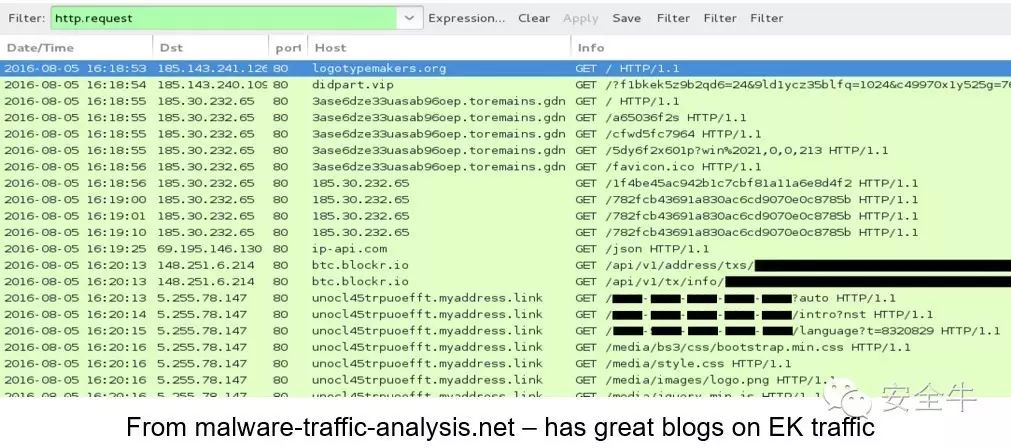 Filter: http.request Expression... Clear Apply Save Filter Filter Filter
Date/Time Dst port Host Info
2016-08-05 16:18:53 185.143.241.126 80 logotypemakers.org GET / HTTP/1.1
2016-08-05 16:18:54 185.143.240.109 80 didpart.vip GET /?f1bkek5z9b2qd6=24&9ld1ycz35blfq=1024&c49970x1y525g=76
2016-08-05 16:18:55 185.30.232.65 80 3ase6dze33uasab96oep.toremains.gdn GET / HTTP/1.1
2016-08-05 16:18:55 185.30.232.65 80 3ase6dze33uasab96oep.toremains.gdn GET /a65036f2s HTTP/1.1
2016-08-05 16:18:55 185.30.232.65 80 3ase6dze33uasab96oep.toremains.gdn GET /cfwd5fc7964 HTTP/1.1
2016-08-05 16:18:55 185.30.232.65 80 3ase6dze33uasab96oep.toremains.gdn GET /5dy6f2x601p?win%2021,0,0,213 HTTP/1.1
2016-08-05 16:18:56 185.30.232.65 80 3ase6dze33uasab96oep.toremains.gdn GET /favicon.ico HTTP/1.1
2016-08-05 16:18:56 185.30.232.65 80 185.30.232.65 GET /1f4be45ac942b1c7cbf81a11a6e8d4f2 HTTP/1.1
2016-08-05 16:19:00 185.30.232.65 80 185.30.232.65 GET /782fcb43691a830ac6cd9070e0c8785b HTTP/1.1
2016-08-05 16:19:01 185.30.232.65 80 185.30.232.65 GET /782fcb43691a830ac6cd9070e0c8785b HTTP/1.1
2016-08-05 16:19:10 185.30.232.65 80 185.30.232.65 GET /782fcb43691a830ac6cd9070e0c8785b HTTP/1.1
2016-08-05 16:19:25 69.195.146.130 80 ip-api.com GET /json HTTP/1.1
2016-08-05 16:20:13 148.251.6.214 80 btc.blockr.io GET /api/v1/address/txs/
2016-08-05 16:20:13 148.251.6.214 80 btc.blockr.io GET /api/v1/tx/info/
2016-08-05 16:20:13 5.255.78.147 80 unocl45trpuoefft.myaddress.link GET / - - - - ?auto HTTP/1.1
2016-08-05 16:20:14 5.255.78.147 80 unocl45trpuoefft.myaddress.link GET / - - - - /intro?nst HTTP/1.1
2016-08-05 16:20:15 5.255.78.147 80 unocl45trpuoefft.myaddress.link GET / - - - - /language?t=8320829 HTTP/1.1
2016-08-05 16:20:16 5.255.78.147 80 unocl45trpuoefft.myaddress.link GET /media/bs3/css/bootstrap.min.css HTTP/1.1
2016-08-05 16:20:16 5.255.78.147 80 unocl45trpuoefft.myaddress.link GET /media/style.css HTTP/1.1
2016-08-05 16:20:16 5.255.78.147 80 unocl45trpuoefft.myaddress.link GET /media/images/logo.png HTTP/1.1
2016-08-05 16:20:16 5.255.78.147 80 unocl45trpuoefft.myaddress.link GET /media/jquery.min.js HTTP/1.1
安全牛
From malware-traffic-analysis.net – has great blogs on EK traffic